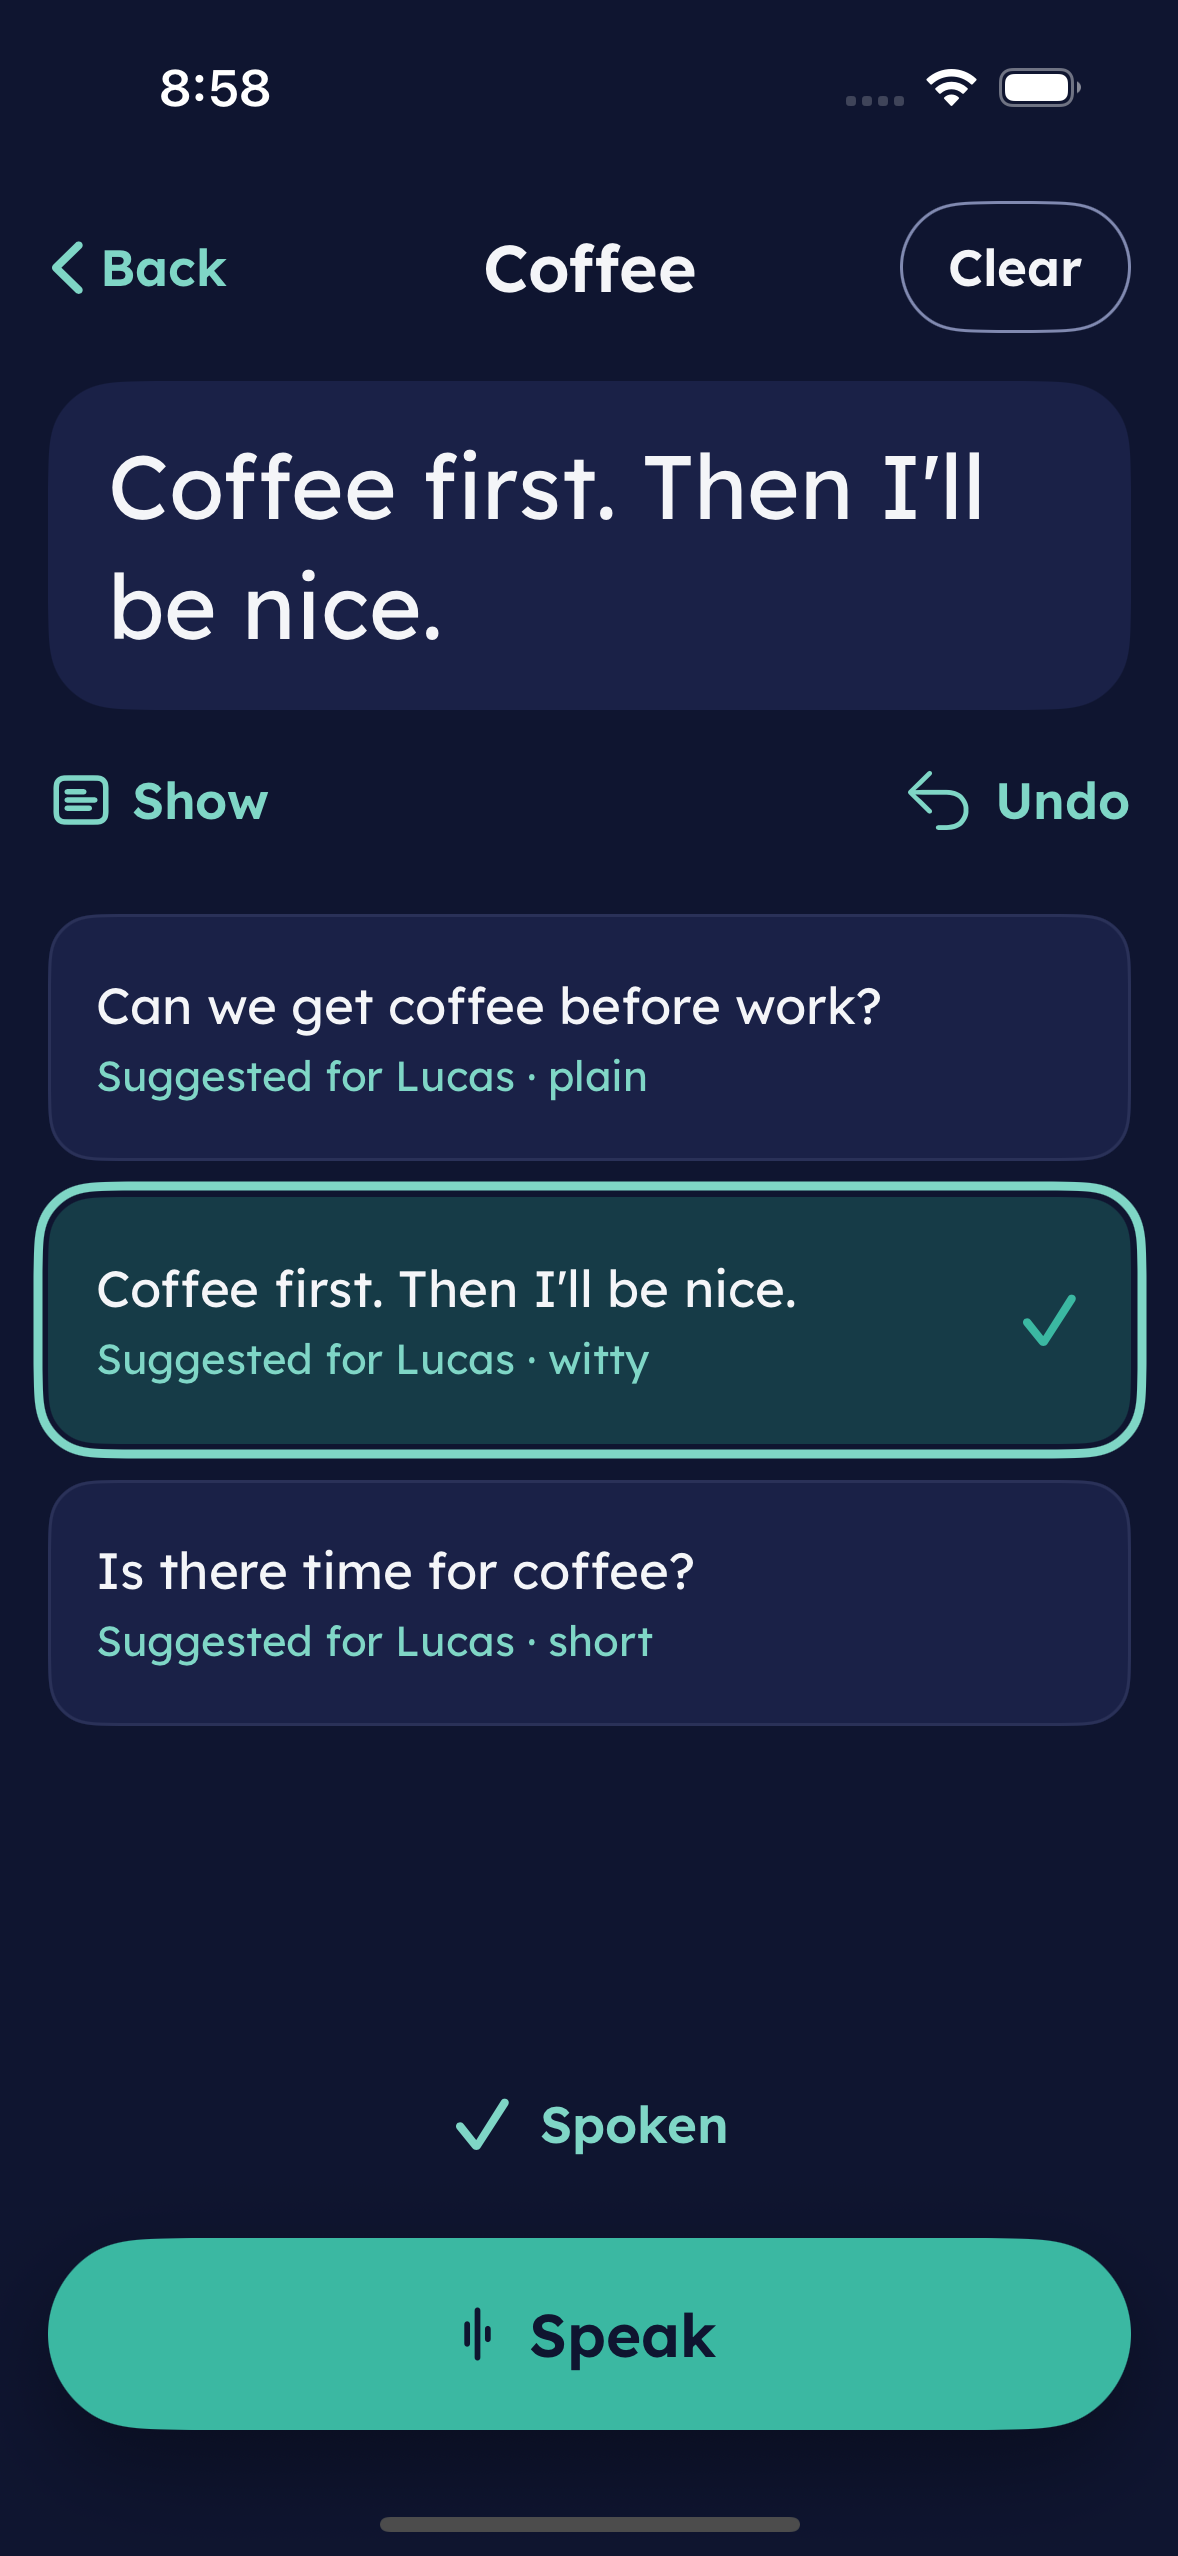 8:58
Back
Coffee
Clear
Coffee first. Then I'll
be nice.
Show
Undo
Can we get coffee before work?
Suggested for Lucas · plain
Coffee first. Then I'll be nice.
Suggested for Lucas · witty
Is there time for coffee?
Suggested for Lucas · short
Spoken
Speak